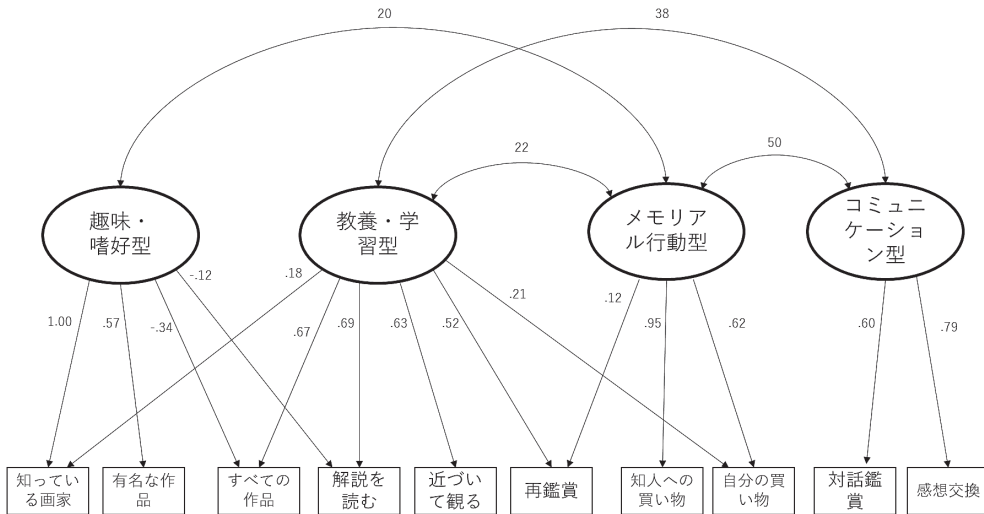 20
38
22
50
趣味・
嗜好型
教養・学
習型
メモリア
ル行動型
コミュニ
ケーショ
ン型
1.00
.57
-.34
-.12
.18
.67
.69
.63
.52
.21
.12
.95
.62
.60
.79
知ってい
る画家
有名な作
品
すべての
作品
解説を
読む
近づい
て観る
再鑑賞
知人への
買い物
自分の買
い物
対話鑑
賞
感想交換